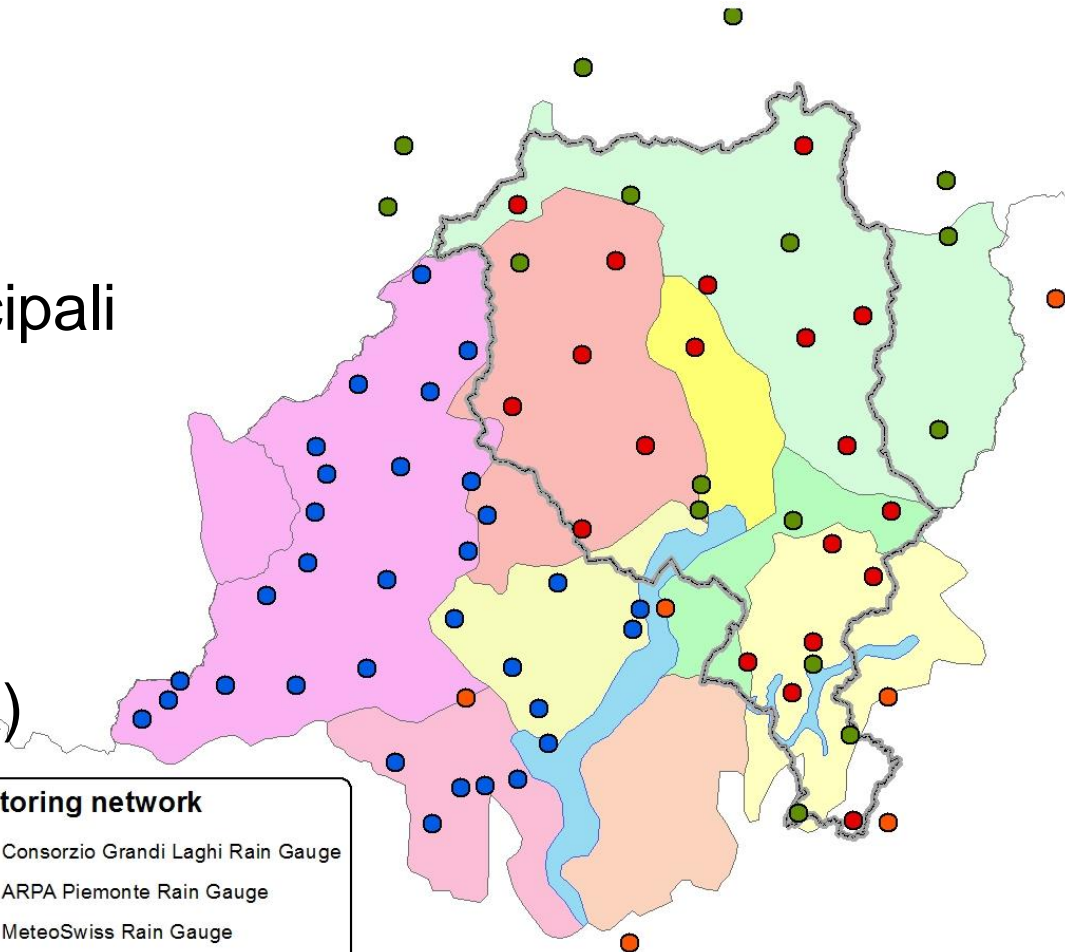 cipali
)
toring network
Consorzio Grandi Laghi Rain Gauge
ARPA Piemonte Rain Gauge
MeteoSwiss Rain Gauge